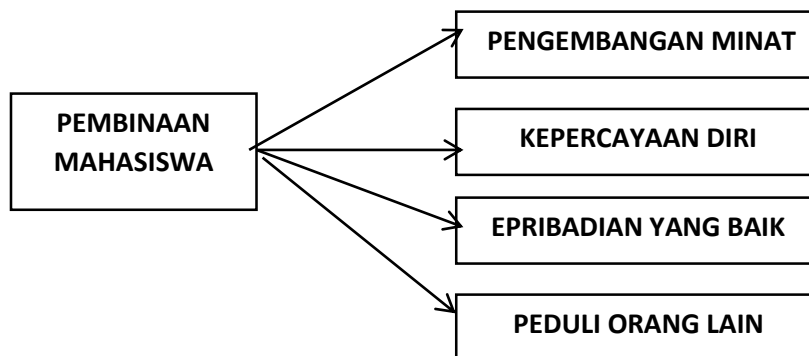 PENGEMBANGAN MINAT
PEMBINAAN
MAHASISWA
KEPERCAYAAN DIRI
EPRIBADIAN YANG BAIK
PEDULI ORANG LAIN